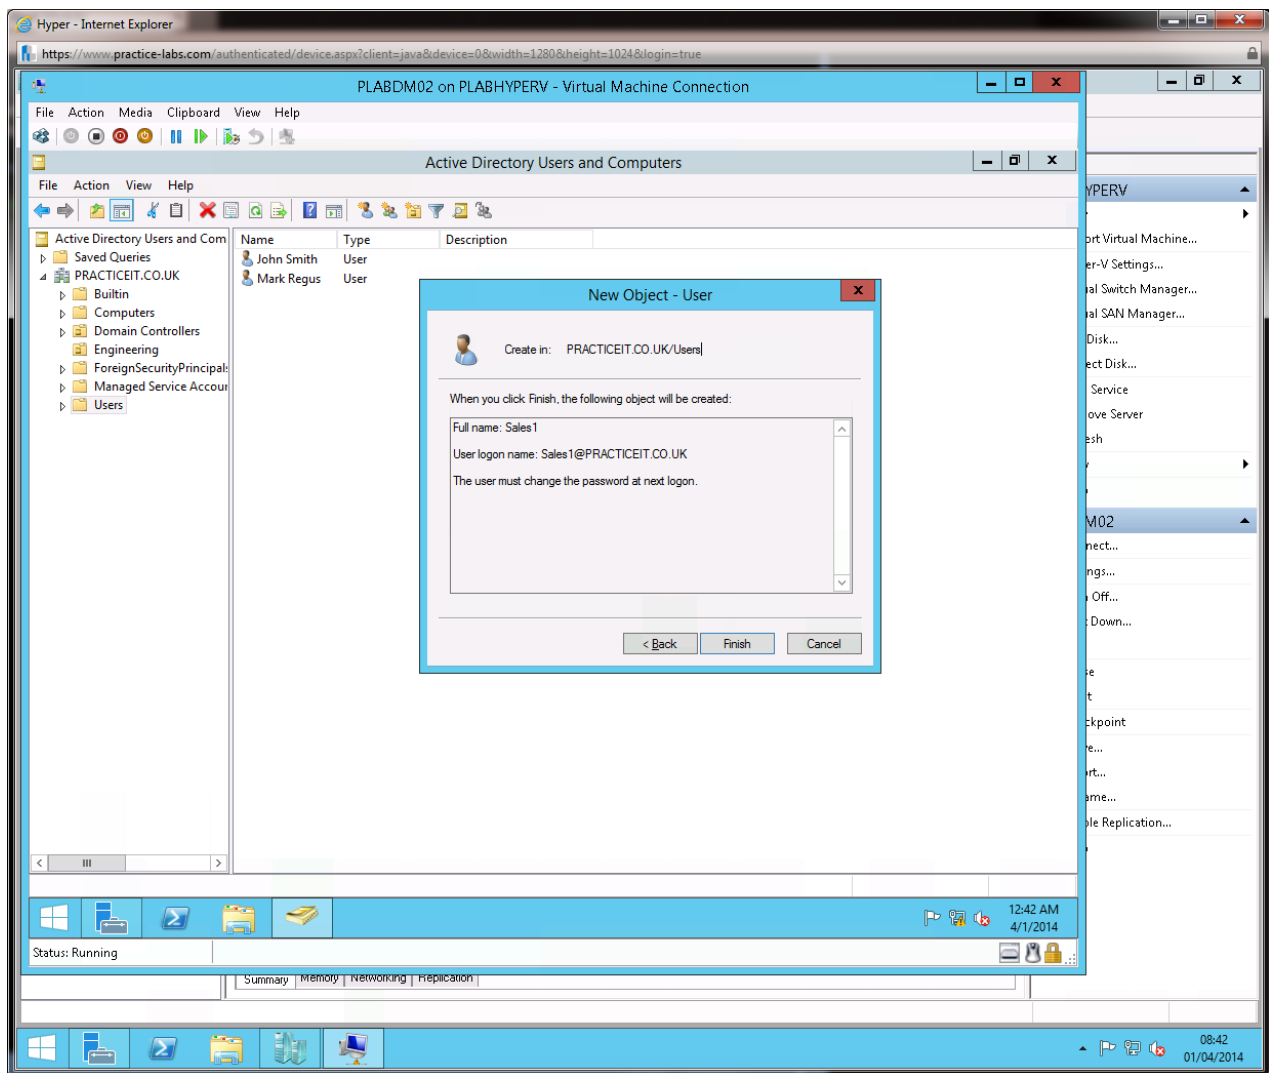 Hyper - Internet Explorer
https://www.practice-labs.com/authenticated/device.aspx?client=java&device=0&width=1280&height=1024&login=true
PLABDM02 on PLABHYPERV - Virtual Machine Connection
File Action Media Clipboard View Help
Active Directory Users and Computers
File Action View Help
Active Directory Users and Com
Saved Queries
PRACTICEIT.CO.UK
Builtin
Computers
Domain Controllers
Engineering
ForeignSecurityPrincipal
Managed Service Accour
Users
Name Type Description
John Smith User
Mark Regus User
New Object - User
Create in: PRACTICEIT.CO.UK/Users
When you click Finish, the following object will be created:
Full name: Sales1
User logon name: Sales1@PRACTICEIT.CO.UK
The user must change the password at next logon.
< Back Finish Cancel
12:42 AM
4/1/2014
Status: Running
YPERV
ort Virtual Machine...
er-V Settings...
ual Switch Manager...
ual SAN Manager...
Disk...
ect Disk...
Service
ove Server
esh
M02
nect...
ngs...
Off...
Down...
se
t
ckpoint
ve...
ort...
ame...
ble Replication...
Summary Memory Networking Replication
08:42
01/04/2014